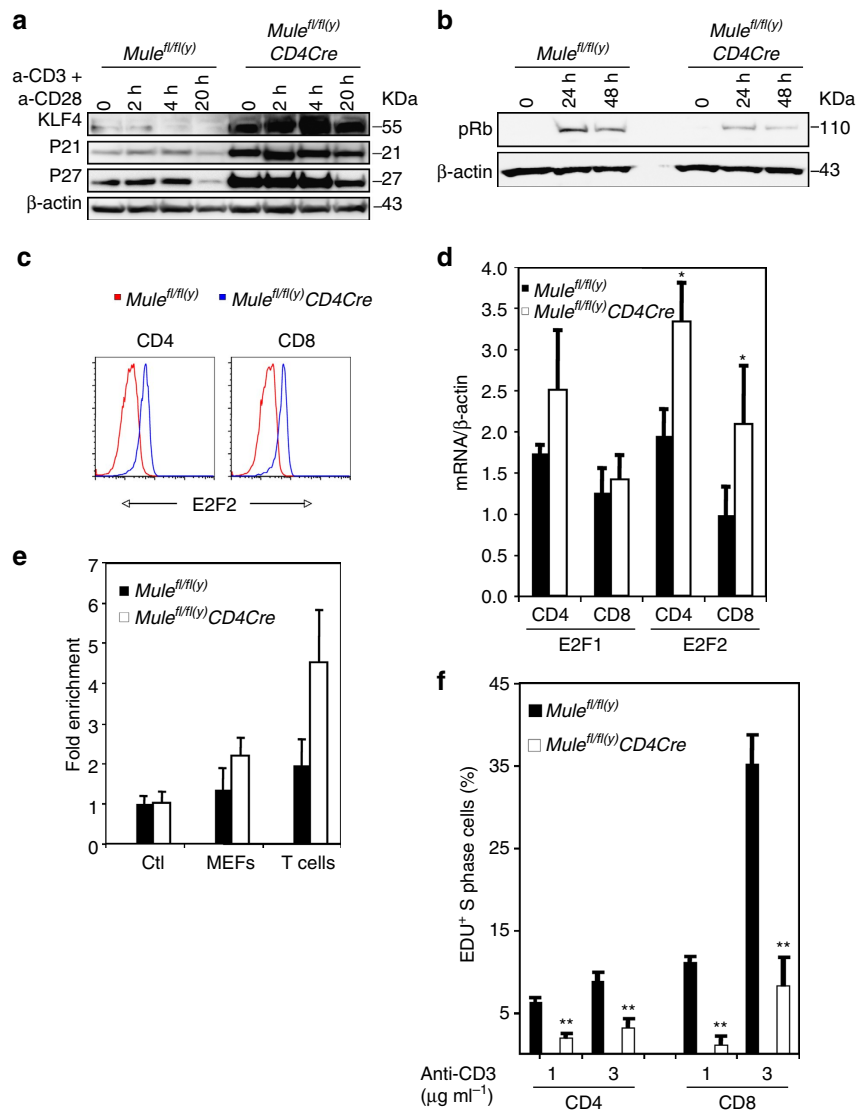 a
Mule fl/fl(y)
Mule fl/fl(y)
CD4Cre
a-CD3 +
a-CD28
0 2 h 4 h 20 h 0 2 h 4 h 20 h
KDa
KLF4 –55
P21 –21
P27 –27
β-actin –43
b
Mule fl/fl(y)
Mule fl/fl(y)
CD4Cre
0 24 h 48 h 0 24 h 48 h KDa
pRb –110
β-actin –43
c
Mule fl/fl(y) Mule fl/fl(y) CD4Cre
CD4 CD8
E2F2
d
4.0
3.5
3.0
2.5
2.0
1.5
1.0
0.5
0.0
mRNA/β-actin
Mule fl/fl(y)
Mule fl/fl(y) CD4Cre
*
*
CD4 CD8 CD4 CD8
E2F1 E2F2
e
7
6
5
4
3
2
1
0
Fold enrichment
Mule fl/fl(y)
Mule fl/fl(y) CD4Cre
Ctl MEFs T cells
f
45
35
25
15
5
EDU+ S phase cells (%)
Mule fl/fl(y)
Mule fl/fl(y) CD4Cre
** ** ** **
Anti-CD3 1 3 1 3
(μg ml−1) CD4 CD8